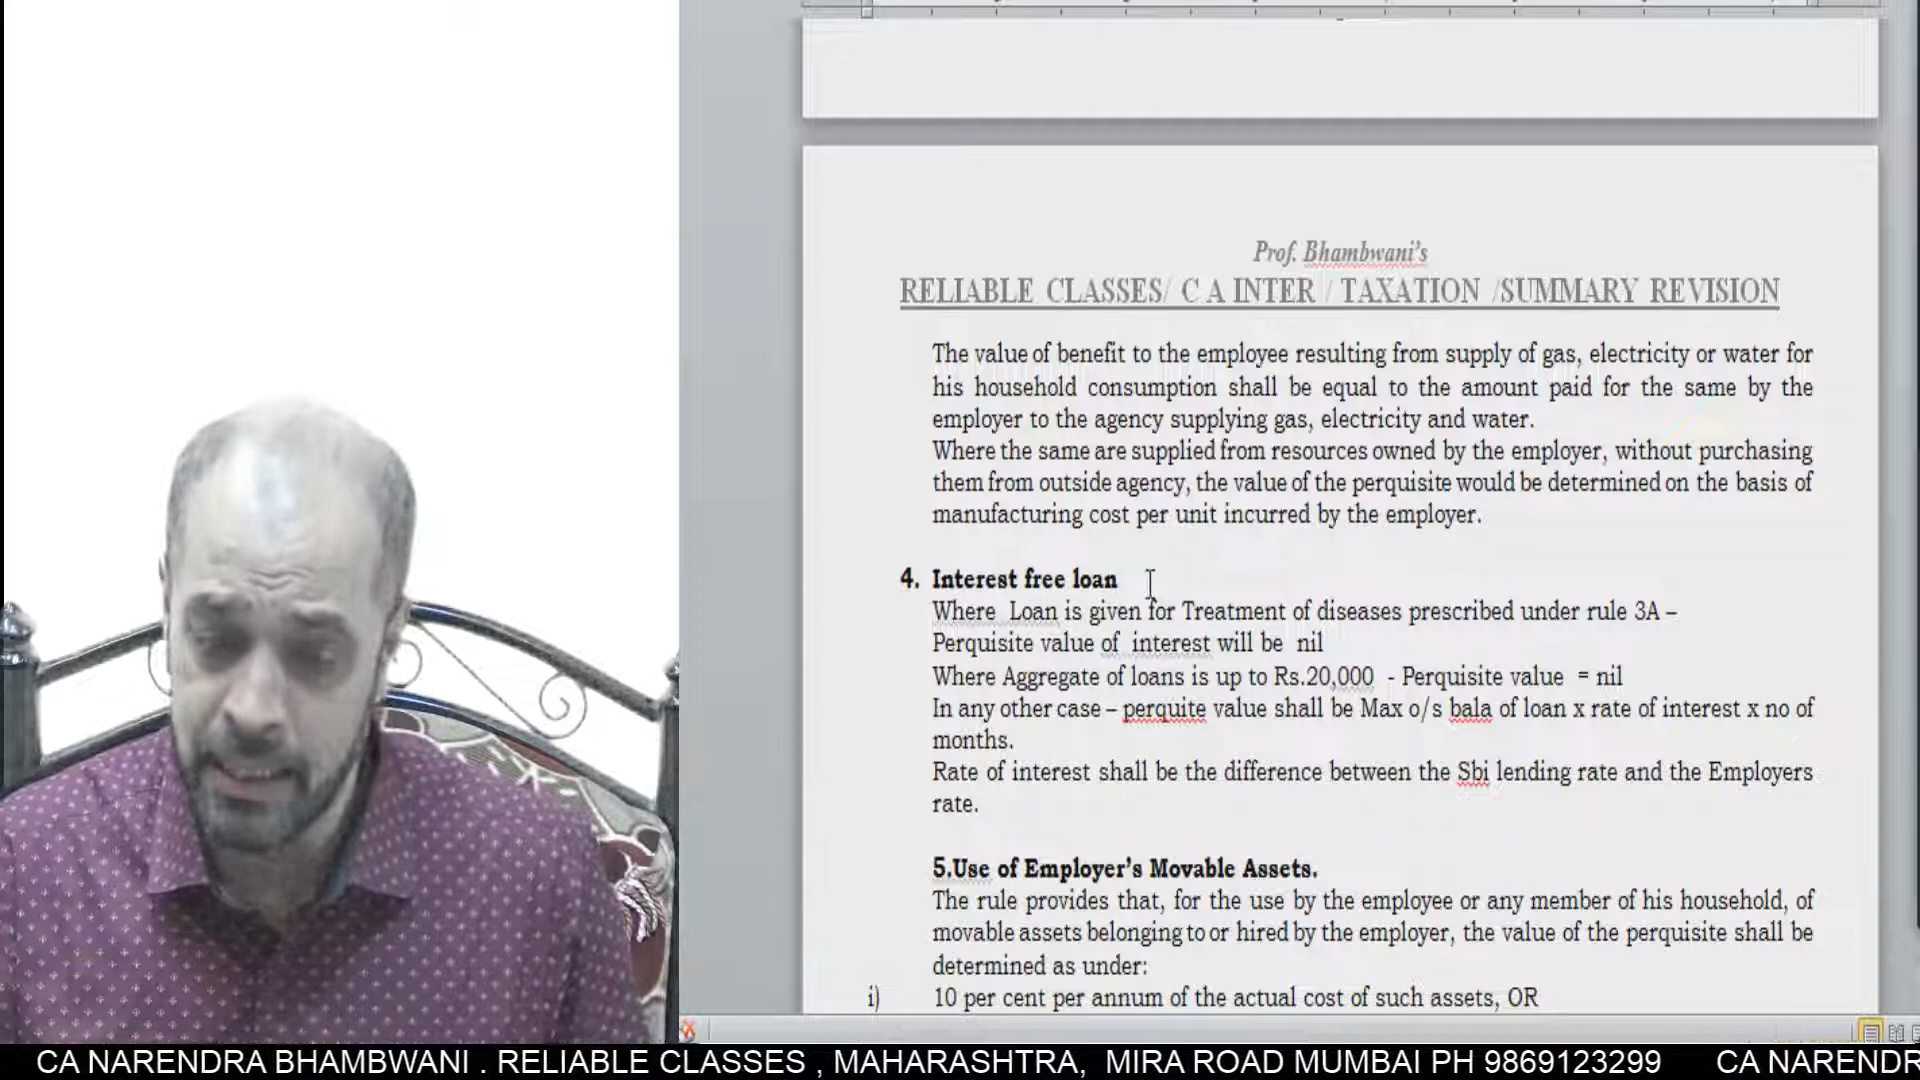 Prof. Bhambwani's
RELIABLE CLASSES/ C A INTER / TAXATION /SUMMARY REVISION
The value of benefit to the employee resulting from supply of gas, electricity or water for
his household consumption shall be equal to the amount paid for the same by the
employer to the agency supplying gas, electricity and water.
Where the same are supplied from resources owned by the employer, without purchasing
them from outside agency, the value of the perquisite would be determined on the basis of
manufacturing cost per unit incurred by the employer.
4. Interest free loan
Where Loan is given for Treatment of diseases prescribed under rule 3A –
Perquisite value of interest will be nil
Where Aggregate of loans is up to Rs.20,000 - Perquisite value = nil
In any other case – perquite value shall be Max o/s bala of loan x rate of interest x no of
months.
Rate of interest shall be the difference between the Sbi lending rate and the Employers
rate.
5.Use of Employer's Movable Assets.
The rule provides that, for the use by the employee or any member of his household, of
movable assets belonging to or hired by the employer, the value of the perquisite shall be
determined as under:
i) 10 per cent per annum of the actual cost of such assets, OR
CA NARENDRA BHAMBWANI . RELIABLE CLASSES , MAHARASHTRA, MIRA ROAD MUMBAI PH 9869123299 CA NARENDR